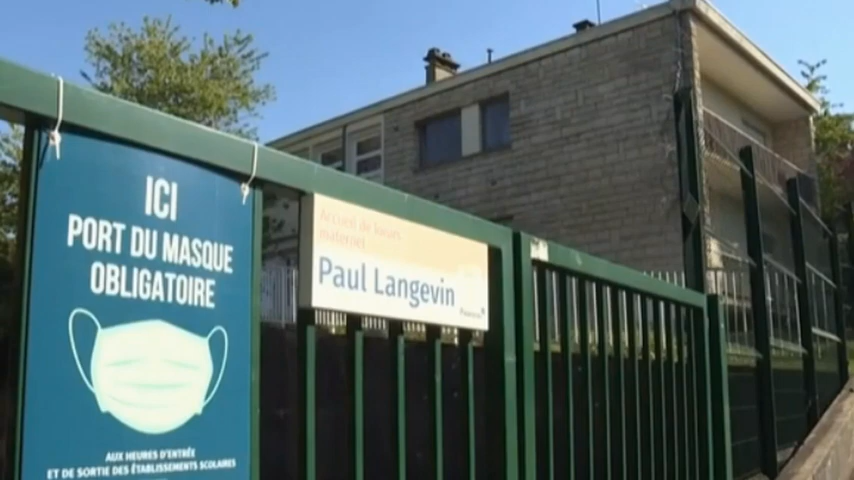 ICI
PORT DU MASQUE
OBLIGATOIRE
AUX HEURES D'ENTRÉE
ET DE SORTIE DES ÉTABLISSEMENTS SCOLAIRES
Accueil de loisirs
maternel
Paul Langevin